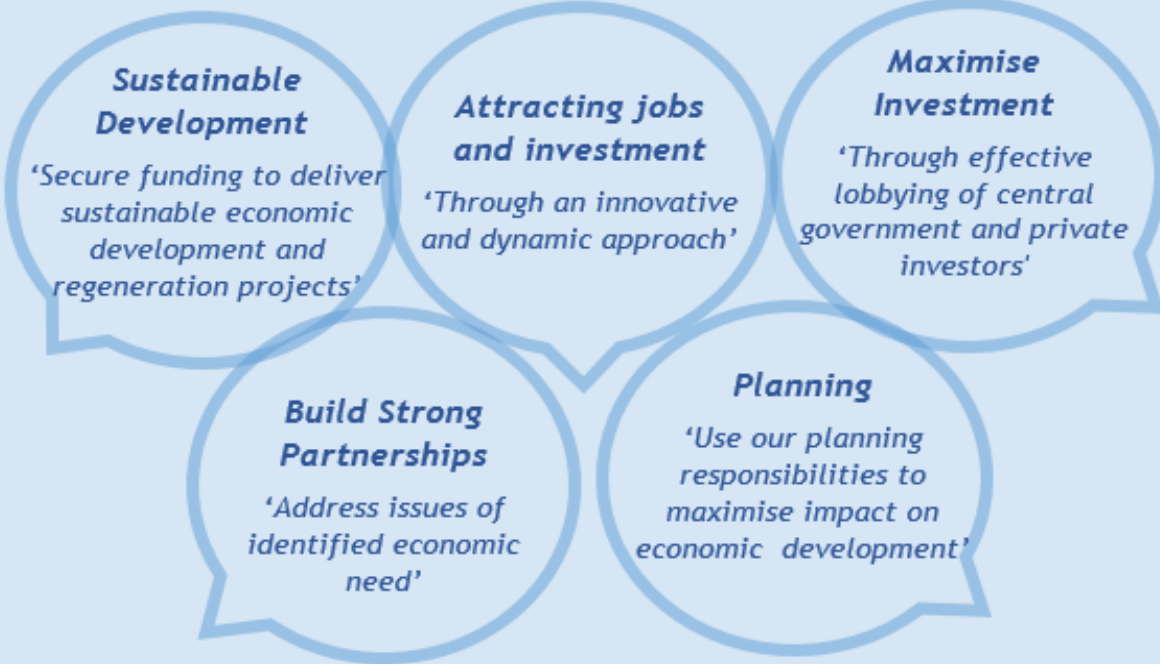 Sustainable
Development
‘Secure funding to deliver
sustainable economic
development and
regeneration projects’
Attracting jobs
and investment
‘Through an innovative
and dynamic approach’
Maximise
Investment
‘Through effective
lobbying of central
government and private
investors'
Build Strong
Partnerships
‘Address issues of
identified economic
need’
Planning
‘Use our planning
responsibilities to
maximise impact on
economic  development’